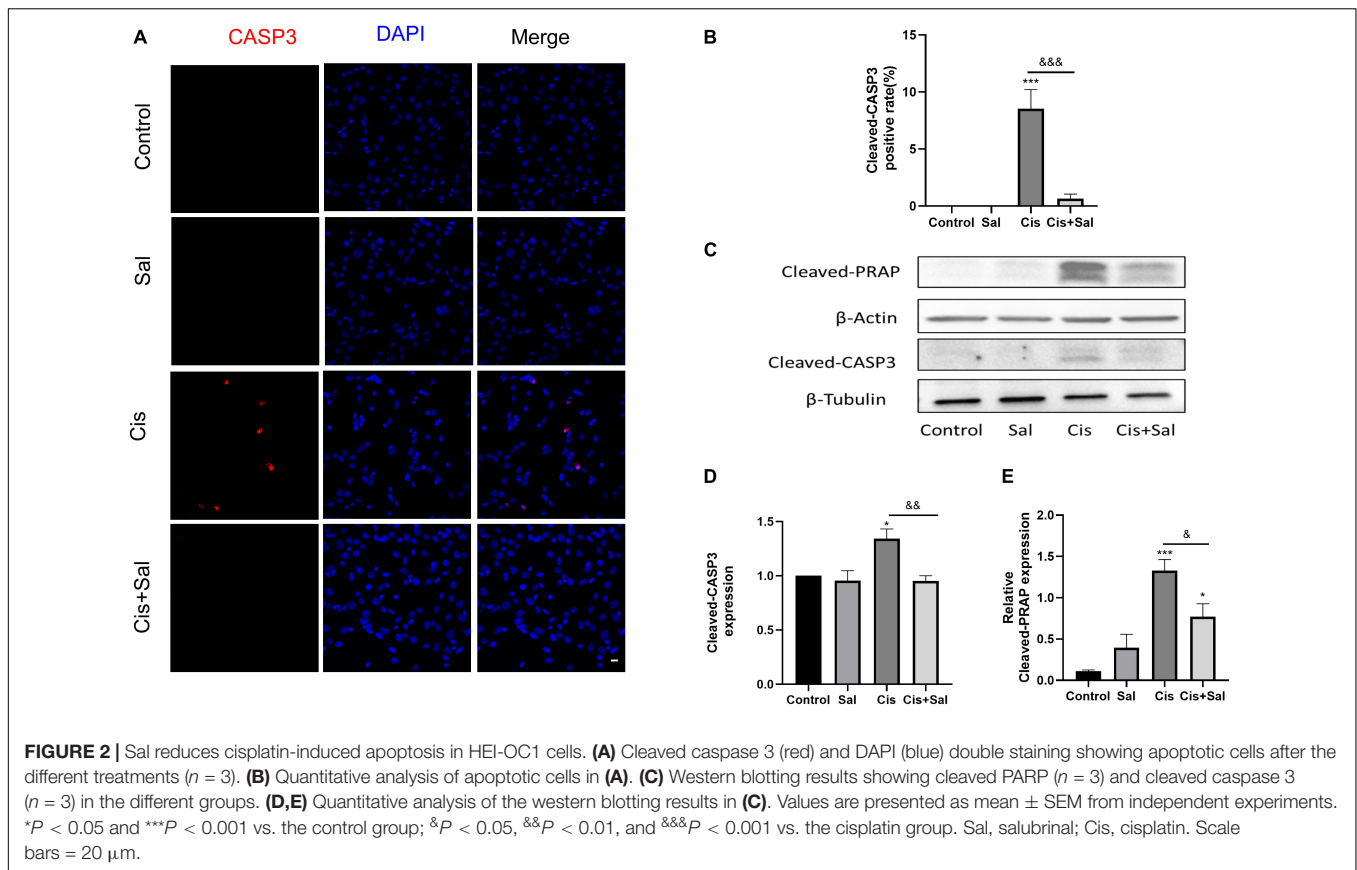 A
CASP3 DAPI Merge
Control
Sal
Cis
Cis+Sal
B
Cleaved-CASP3
positive rate(%)
15
10
5
0
***
&&&
Control Sal Cis Cis+Sal
C
Cleaved-PRAP
β-Actin
Cleaved-CASP3
β-Tubulin
Control Sal Cis Cis+Sal
D
Cleaved-CASP3
expression
1.5
1.0
0.5
0.0
*
&&
Control Sal Cis Cis+Sal
E
Relative
Cleaved-PRAP expression
2.0
1.5
1.0
0.5
0.0
***
&
*
Control Sal Cis Cis+Sal
FIGURE 2 | Sal reduces cisplatin-induced apoptosis in HEI-OC1 cells. (A) Cleaved caspase 3 (red) and DAPI (blue) double staining showing apoptotic cells after the
different treatments (n = 3). (B) Quantitative analysis of apoptotic cells in (A). (C) Western blotting results showing cleaved PARP (n = 3) and cleaved caspase 3
(n = 3) in the different groups. (D,E) Quantitative analysis of the western blotting results in (C). Values are presented as mean ± SEM from independent experiments.
*P < 0.05 and ***P < 0.001 vs. the control group; &P < 0.05, &&P < 0.01, and &&&P < 0.001 vs. the cisplatin group. Sal, salubrinal; Cis, cisplatin. Scale
bars = 20 μm.